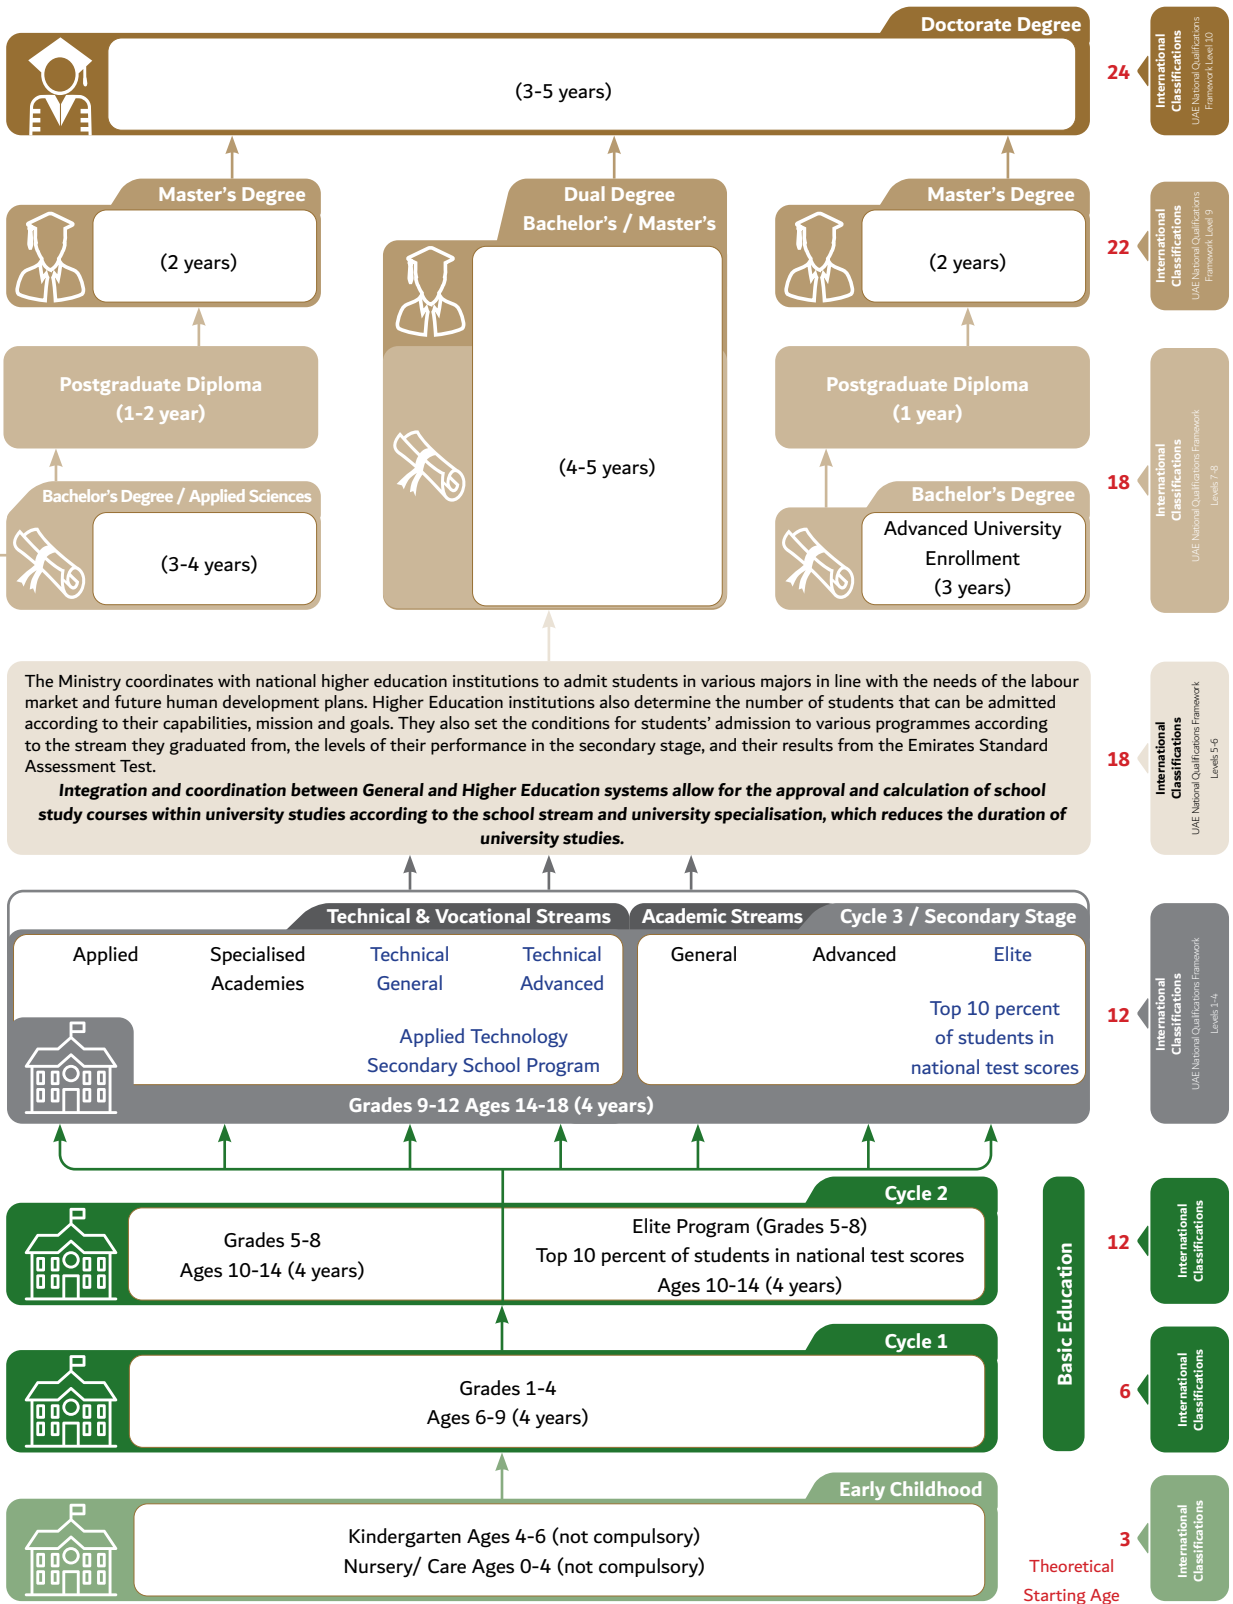 Doctorate Degree
(3-5 years)
24
International
Classifications
UAE National Qualifications
Framework Level 10
Master's Degree
(2 years)
Dual Degree
Bachelor's / Master's
(4-5 years)
Master's Degree
(2 years)
22
International
Classifications
UAE National Qualifications
Framework Level 9
Postgraduate Diploma
(1-2 year)
Postgraduate Diploma
(1 year)
Bachelor's Degree / Applied Sciences
(3-4 years)
Bachelor's Degree
Advanced University
Enrollment
(3 years)
18
International
Classifications
UAE National Qualifications Framework
Levels 7-8
The Ministry coordinates with national higher education institutions to admit students in various majors in line with the needs of the labour
market and future human development plans. Higher Education institutions also determine the number of students that can be admitted
according to their capabilities, mission and goals. They also set the conditions for students' admission to various programmes according
to the stream they graduated from, the levels of their performance in the secondary stage, and their results from the Emirates Standard
Assessment Test.
Integration and coordination between General and Higher Education systems allow for the approval and calculation of school
study courses within university studies according to the school stream and university specialisation, which reduces the duration of
university studies.
18
International
Classifications
UAE National Qualifications Framework
Levels 5-6
Technical & Vocational Streams
Academic Streams
Cycle 3 / Secondary Stage
Applied
Specialised
Academies
Technical
General
Technical
Advanced
Applied Technology
Secondary School Program
General
Advanced
Elite
Top 10 percent
of students in
national test scores
Grades 9-12 Ages 14-18 (4 years)
12
International
Classifications
UAE National Qualifications Framework
Levels 1-4
Cycle 2
Grades 5-8
Ages 10-14 (4 years)
Elite Program (Grades 5-8)
Top 10 percent of students in national test scores
Ages 10-14 (4 years)
12
International
Classifications
Basic Education
Cycle 1
Grades 1-4
Ages 6-9 (4 years)
6
International
Classifications
Early Childhood
Kindergarten Ages 4-6 (not compulsory)
Nursery/ Care Ages 0-4 (not compulsory)
3
Theoretical
Starting Age
International
Classifications